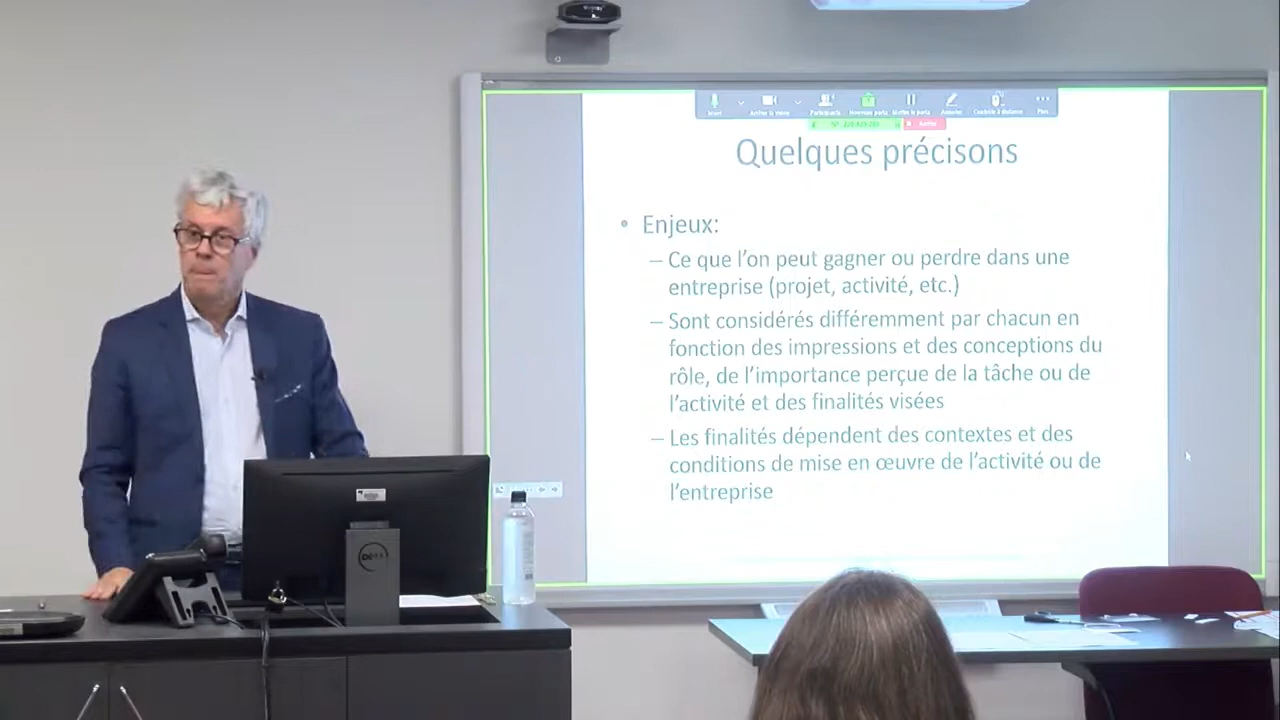 Quelques précisons
• Enjeux:
– Ce que l'on peut gagner ou perdre dans une
entreprise (projet, activité, etc.)
– Sont considérés différemment par chacun en
fonction des impressions et des conceptions du
rôle, de l'importance perçue de la tâche ou de
l'activité et des finalités visées
– Les finalités dépendent des contextes et des
conditions de mise en œuvre de l'activité ou de
l'entreprise
DELL